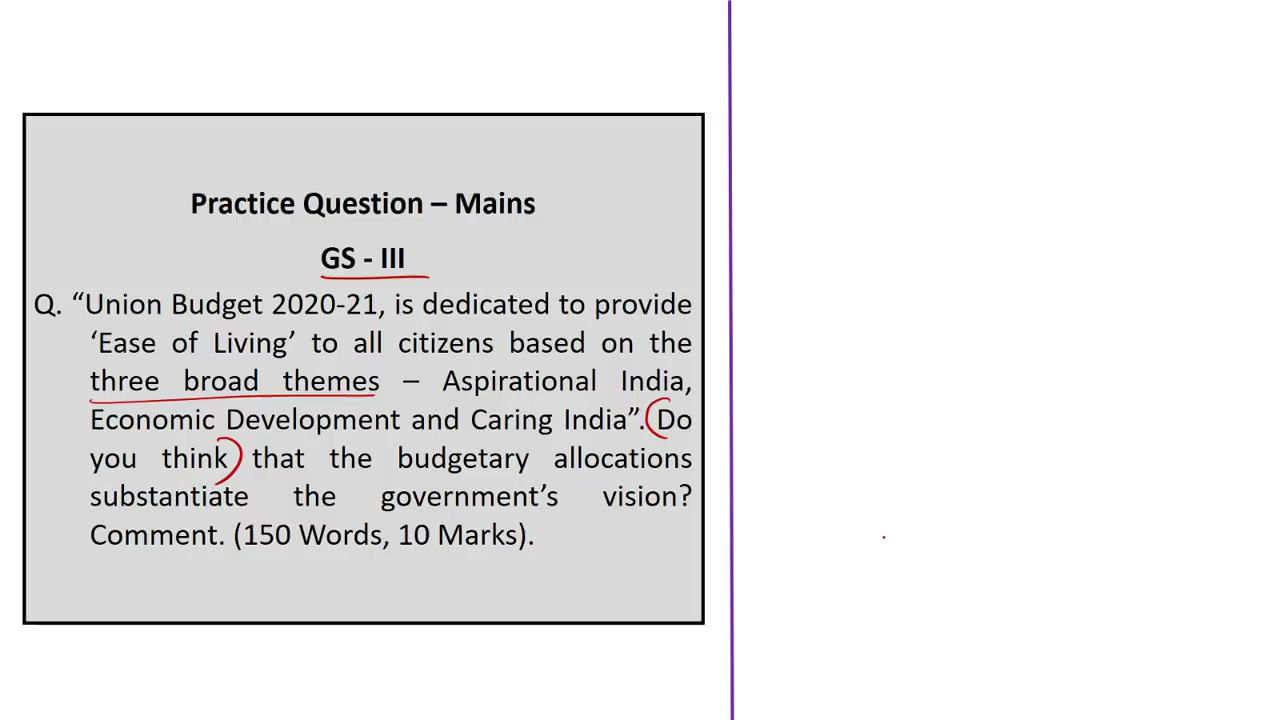 Practice Question – Mains
GS - III
Q. “Union Budget 2020-21, is dedicated to provide
‘Ease of Living’ to all citizens based on the
three broad themes – Aspirational India,
Economic Development and Caring India”. Do
you think that the budgetary allocations
substantiate the government’s vision?
Comment. (150 Words, 10 Marks).